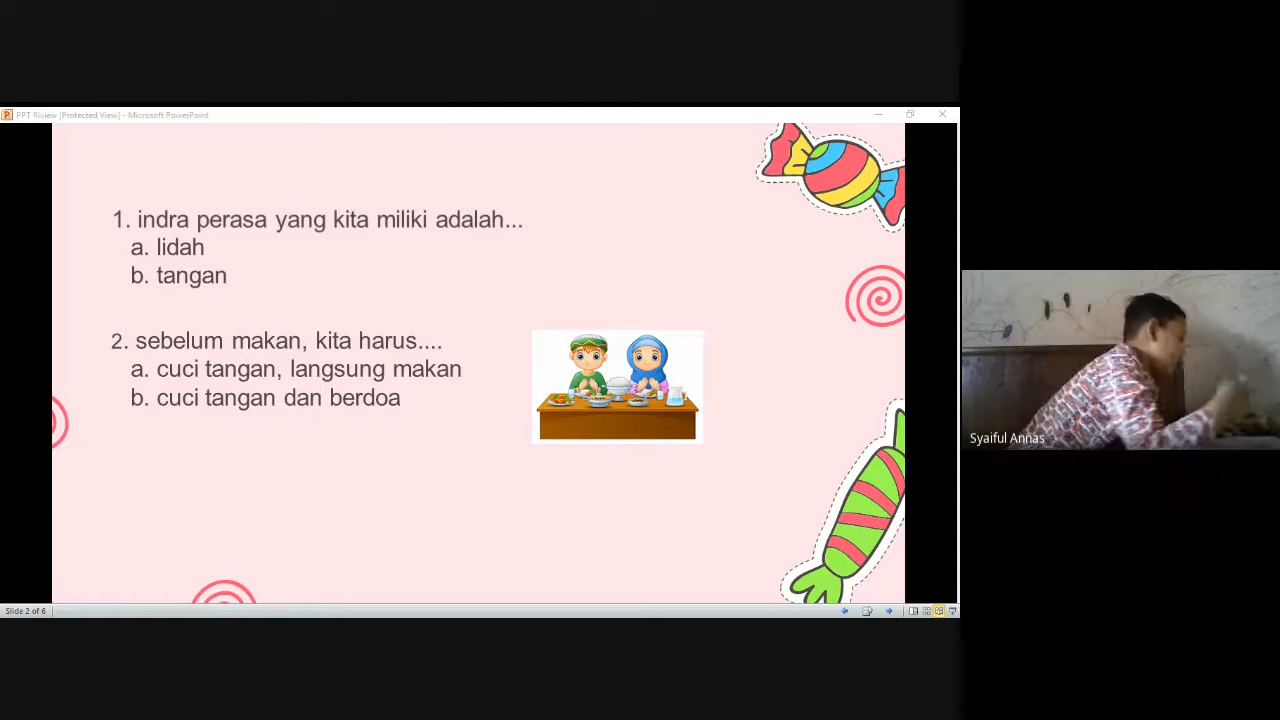 PPT Riview [Protected View] - Microsoft PowerPoint
1. indra perasa yang kita miliki adalah...
a. lidah
b. tangan
2. sebelum makan, kita harus....
a. cuci tangan, langsung makan
b. cuci tangan dan berdoa
Syaiful Annas
Slide 2 of 6